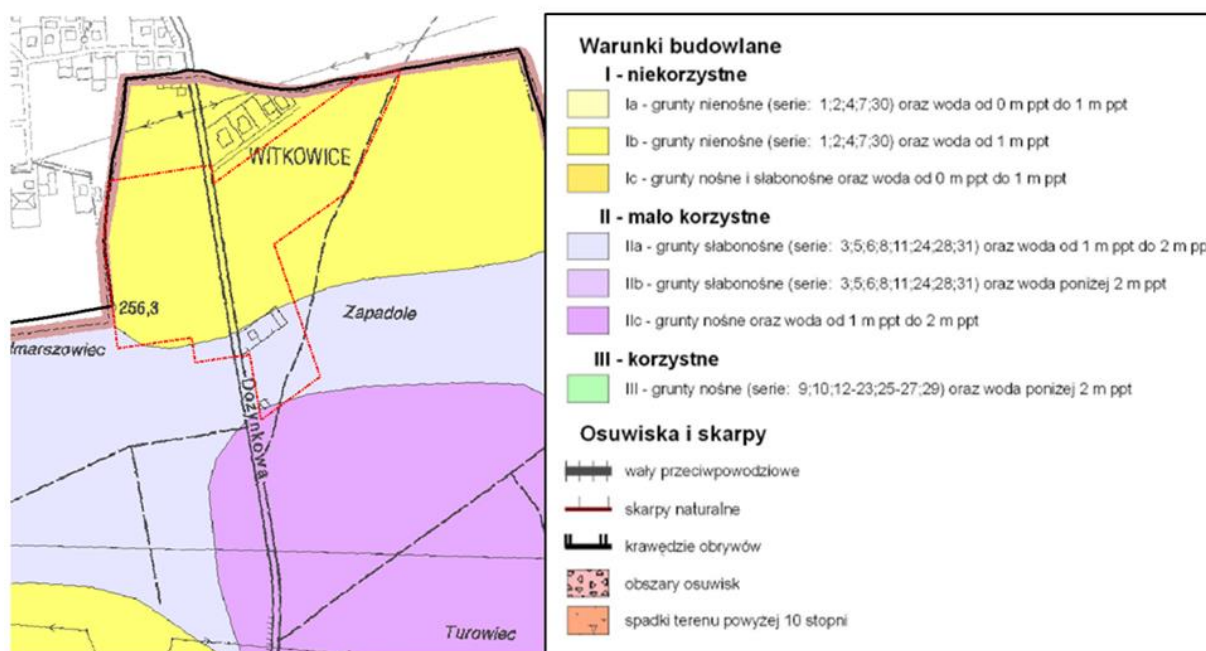 WITKOWICE
256,3
Zapadole
lmarszowiec
Dożynkowa
Turowiec
Warunki budowlane
I - niekorzystne
Ia - grunty nienośne (serie: 1;2;4;7;30) oraz woda od 0 m ppt do 1 m ppt
Ib - grunty nienośne (serie: 1;2;4;7;30) oraz woda od 1 m ppt
Ic - grunty nośne i słabonośne oraz woda od 0 m ppt do 1 m ppt
II - mało korzystne
IIa - grunty słabonośne (serie: 3;5;6;8;11;24;28;31) oraz woda od 1 m ppt do 2 m ppt
IIb - grunty słabonośne (serie: 3;5;6;8;11;24;28;31) oraz woda poniżej 2 m ppt
IIc - grunty nośne oraz woda od 1 m ppt do 2 m ppt
III - korzystne
III - grunty nośne (serie: 9;10;12-23;25-27;29) oraz woda poniżej 2 m ppt
Osuwiska i skarpy
wały przeciwpowodziowe
skarpy naturalne
krawędzie obrywów
obszary osuwisk
spadki terenu powyżej 10 stopni